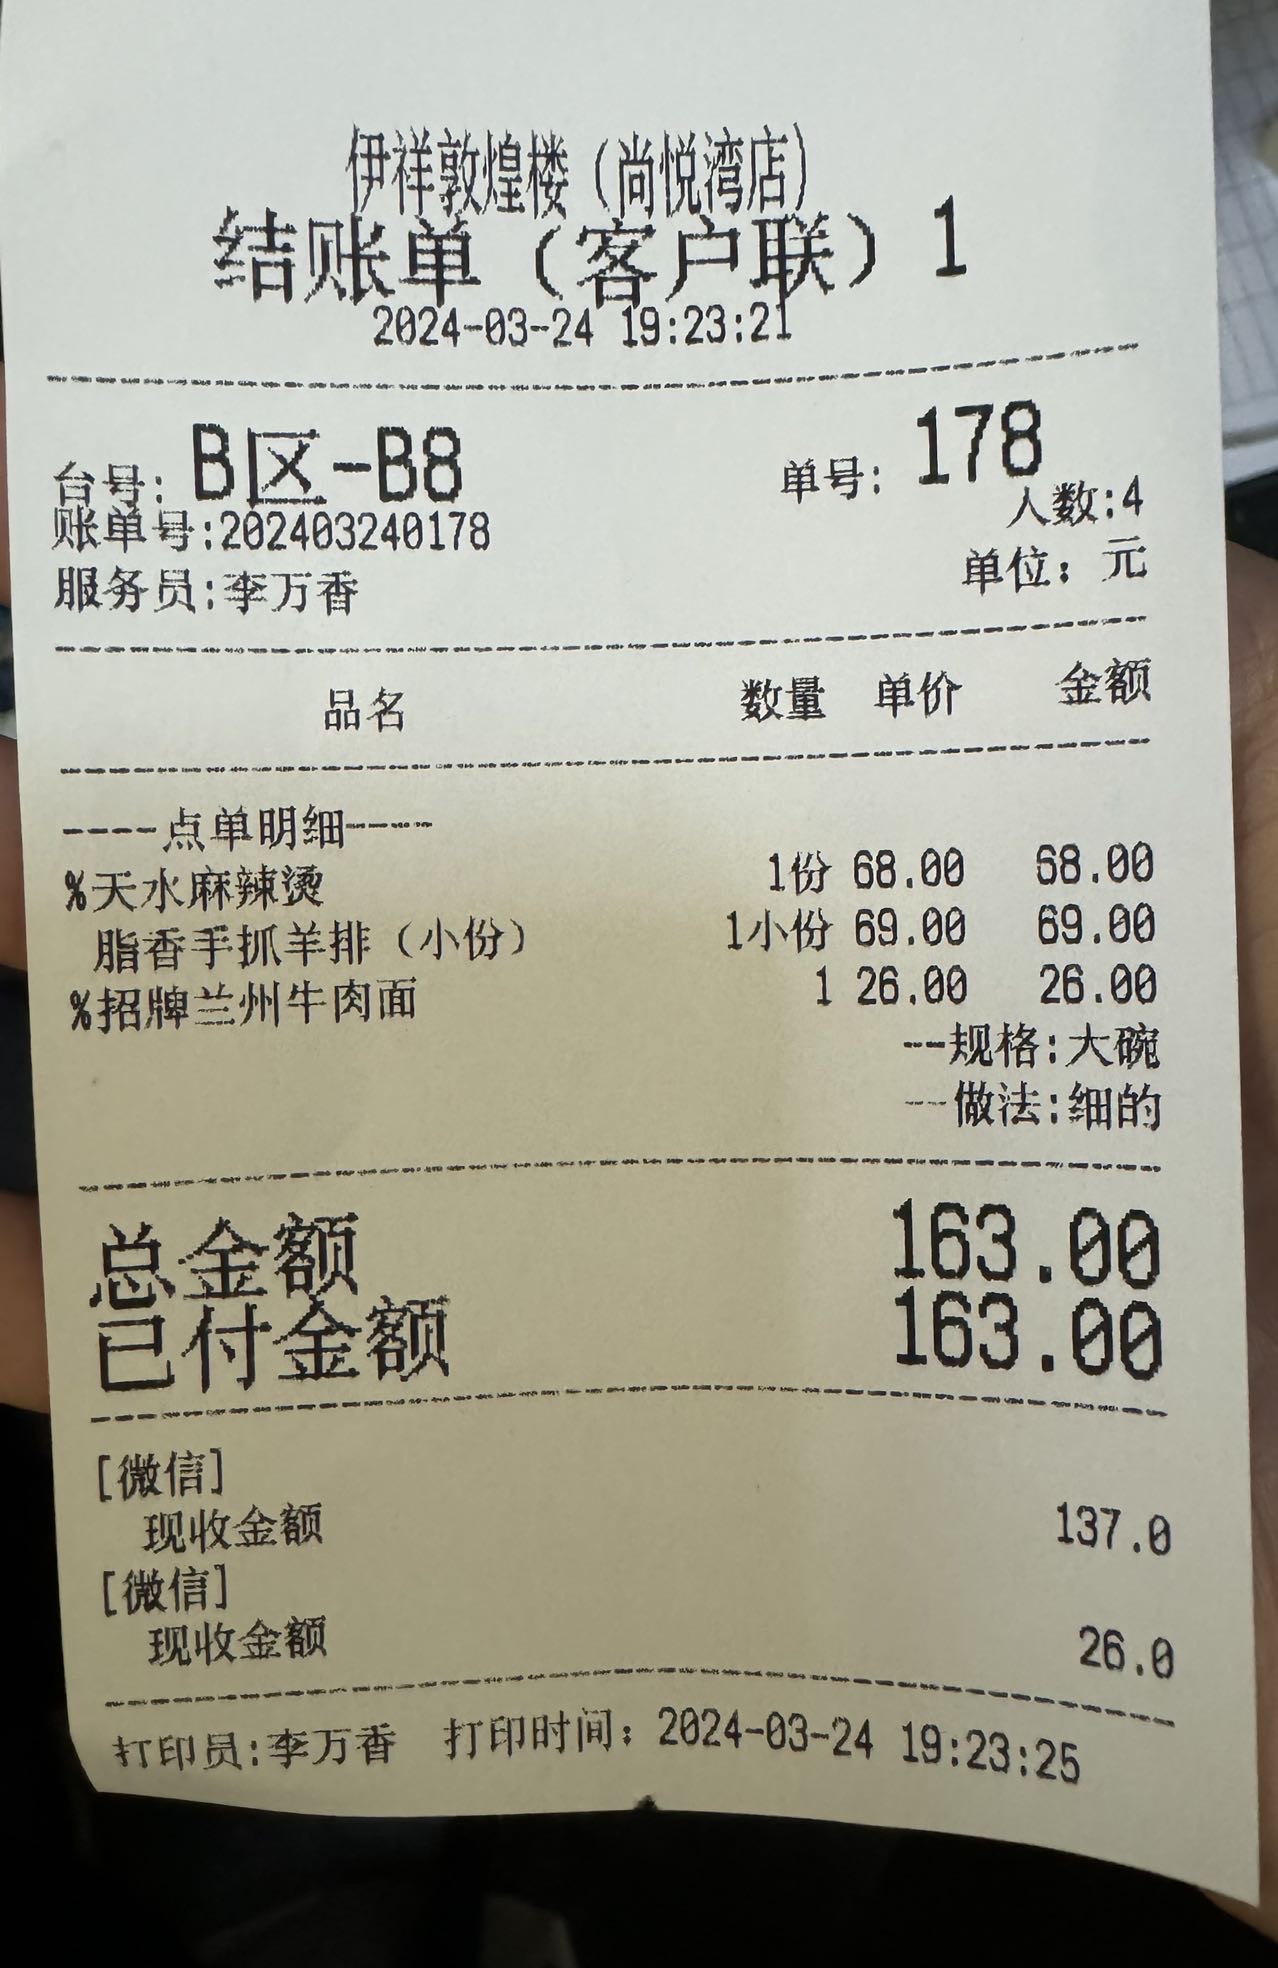 伊祥敦煌楼（尚悦湾店）
结账单（客户联）1
2024-03-24 19:23:21
台号: B区-B8 单号: 178
人数:4
账单号:202403240178
单位: 元
服务员:李万香
品名 数量 单价 金额
----点单明细----
%天水麻辣烫 1份 68.00 68.00
脂香手抓羊排（小份） 1小份 69.00 69.00
%招牌兰州牛肉面 1 26.00 26.00
--规格:大碗
--做法:细的
总金额 163.00
已付金额 163.00
[微信]
现收金额 137.0
[微信]
现收金额 26.0
打印员:李万香 打印时间: 2024-03-24 19:23:25